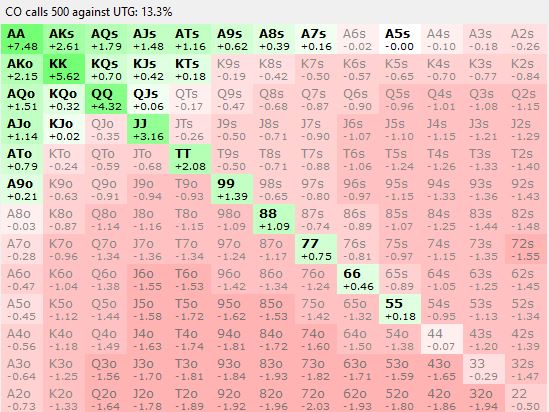 CO calls 500 against UTG: 13.3%
AA AKs AQs AJs ATs A9s A8s A7s A6s A5s A4s A3s A2s
+7.48 +2.61 +1.79 +1.48 +1.16 +0.62 +0.39 +0.16 -0.02 -0.00 -0.10 -0.18 -0.26
AKo KK KQs KJs KTs K9s K8s K7s K6s K5s K4s K3s K2s
+2.15 +5.62 +0.70 +0.42 +0.18 -0.19 -0.42 -0.50 -0.57 -0.65 -0.70 -0.77 -0.84
AQo KQo QQ QJs QTs Q9s Q8s Q7s Q6s Q5s Q4s Q3s Q2s
+1.51 +0.32 +4.32 +0.06 -0.17 -0.47 -0.68 -0.87 -0.90 -0.96 -1.01 -1.08 -1.15
AJo KJo QJo JJ JTs J9s J8s J7s J6s J5s J4s J3s J2s
+1.14 +0.02 -0.35 +3.16 -0.26 -0.50 -0.71 -0.90 -1.07 -1.10 -1.15 -1.21 -1.29
ATo KTo QTo JTo TT T9s T8s T7s T6s T5s T4s T3s T2s
+0.79 -0.24 -0.59 -0.68 +2.08 -0.50 -0.71 -0.88 -1.06 -1.24 -1.26 -1.33 -1.40
A9o K9o Q9o J9o T9o 99 98s 97s 96s 95s 94s 93s 92s
+0.21 -0.63 -0.91 -0.94 -0.93 +1.39 -0.65 -0.80 -0.97 -1.15 -1.33 -1.36 -1.43
A8o K8o Q8o J8o T8o 98o 88 87s 86s 85s 84s 83s 82s
-0.03 -0.87 -1.14 -1.16 -1.15 -1.09 +1.09 -0.74 -0.89 -1.07 -1.25 -1.44 -1.48
A7o K7o Q7o J7o T7o 97o 87o 77 76s 75s 74s 73s 72s
-0.28 -0.96 -1.34 -1.36 -1.34 -1.24 -1.17 +0.75 -0.81 -0.97 -1.15 -1.35 -1.55
A6o K6o Q6o J6o T6o 96o 86o 76o 66 65s 64s 63s 62s
-0.47 -1.04 -1.38 -1.55 -1.53 -1.42 -1.34 -1.24 +0.46 -0.89 -1.05 -1.25 -1.45
A5o K5o Q5o J5o T5o 95o 85o 75o 65o 55 54s 53s 52s
-0.45 -1.12 -1.44 -1.58 -1.72 -1.62 -1.53 -1.42 -1.32 +0.18 -0.95 -1.13 -1.34
A4o K4o Q4o J4o T4o 94o 84o 74o 64o 54o 44 43s 42s
-0.56 -1.18 -1.49 -1.63 -1.74 -1.81 -1.72 -1.60 -1.50 -1.38 -0.07 -1.20 -1.39
A3o K3o Q3o J3o T3o 93o 83o 73o 63o 53o 43o 33 32s
-0.64 -1.25 -1.56 -1.70 -1.81 -1.84 -1.93 -1.82 -1.71 -1.59 -1.65 -0.29 -1.47
A2o K2o Q2o J2o T2o 92o 82o 72o 62o 52o 42o 32o 22
-0.73 -1.33 -1.64 -1.78 -1.89 -1.92 -1.96 -2.03 -1.93 -1.80 -1.86 -1.94 -0.50